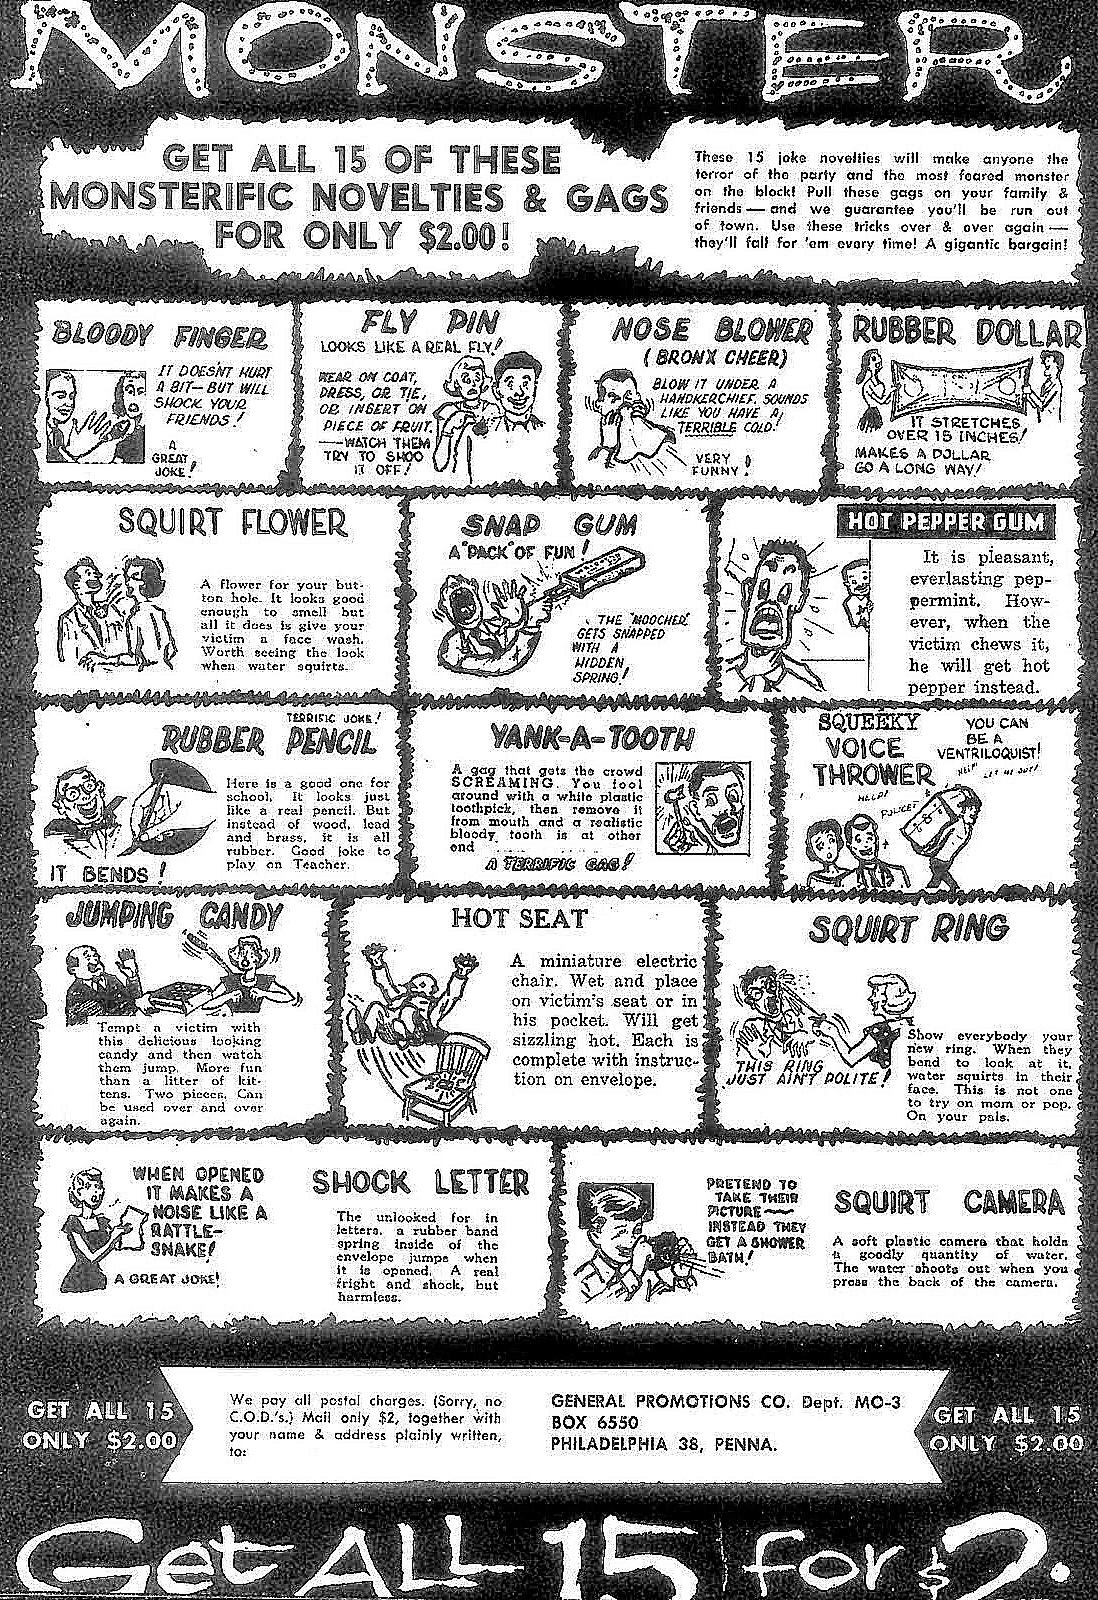 MONSTER
GET ALL 15 OF THESE
MONSTERIFIC NOVELTIES & GAGS
FOR ONLY $2.00!
These 15 joke novelties will make anyone the
terror of the party and the most feared monster
on the block! Pull these gags on your family &
friends — and we guarantee you'll be run out
of town. Use these tricks over & over again —
they'll fall for 'em every time! A gigantic bargain!
BLOODY FINGER
IT DOESN'T HURT
A BIT — BUT WILL
SHOCK YOUR
FRIENDS!
A
GREAT
JOKE!
FLY PIN
LOOKS LIKE A REAL FLY!
WEAR ON COAT,
DRESS, OR TIE,
OR INSERT ON
PIECE OF FRUIT.
—WATCH THEM
TRY TO SHOO
IT OFF!
NOSE BLOWER
(BRONX CHEER)
BLOW IT UNDER A
HANDKERCHIEF. SOUNDS
LIKE YOU HAVE A
TERRIBLE COLD!
VERY
FUNNY!
RUBBER DOLLAR
IT STRETCHES
OVER 15 INCHES!
MAKES A DOLLAR
GO A LONG WAY!
SQUIRT FLOWER
A flower for your but-
ton hole. It looks good
enough to smell but
all it does is give your
victim a face wash.
Worth seeing the look
when water squirts.
SNAP GUM
A "PACK" OF FUN!
THE "MOOCHER"
GETS SNAPPED
WITH A
HIDDEN
SPRING!
HOT PEPPER GUM
It is pleasant,
everlasting pep-
permint. How-
ever, when the
victim chews it,
he will get hot
pepper instead.
TERRIFIC JOKE!
RUBBER PENCIL
Here is a good one for
school. It looks just
like a real pencil. But
instead of wood, lead
and brass, it is all
rubber. Good joke to
play on Teacher.
IT BENDS!
YANK-A-TOOTH
A gag that gets the crowd
SCREAMING. You fool
around with a white plastic
toothpick, then remove it
from mouth and a realistic
bloody tooth is at other
end
A TERRIFIC GAG!
SQUEEKY
VOICE
THROWER
YOU CAN
BE A
VENTRILOQUIST!
HELP LET ME OUT!
HELP!
POLICE!
JUMPING CANDY
Tempt a victim with
this delicious looking
candy and then watch
them jump. More fun
than a litter of kit-
tens. Two pieces. Can
be used over and over
again.
HOT SEAT
A miniature electric
chair. Wet and place
on victim's seat or in
his pocket. Will get
sizzling hot. Each is
complete with instruc-
tion on envelope.
SQUIRT RING
THIS RING
JUST AIN'T POLITE!
Show everybody your
new ring. When they
bend to look at it,
water squirts in their
face. This is not one
to try on mom or pop.
On your pals.
WHEN OPENED
IT MAKES A
NOISE LIKE A
RATTLE-
SNAKE!
A GREAT JOKE!
SHOCK LETTER
The unlooked for in
letters, a rubber band
spring inside of the
envelope jumps when
it is opened. A real
fright and shock, but
harmless.
PRETEND TO
TAKE THEIR
PICTURE —
INSTEAD THEY
GET A SHOWER
BATH!
SQUIRT CAMERA
A soft plastic camera that holds
a goodly quantity of water.
The water shoots out when you
press the back of the camera.
GET ALL 15
ONLY $2.00
We pay all postal charges. (Sorry, no
C.O.D.'s.) Mail only $2, together with
your name & address plainly written,
to:
GENERAL PROMOTIONS CO. Dept. MO-3
BOX 6550
PHILADELPHIA 38, PENNA.
GET ALL 15
ONLY $2.00
Get ALL 15 for $2.